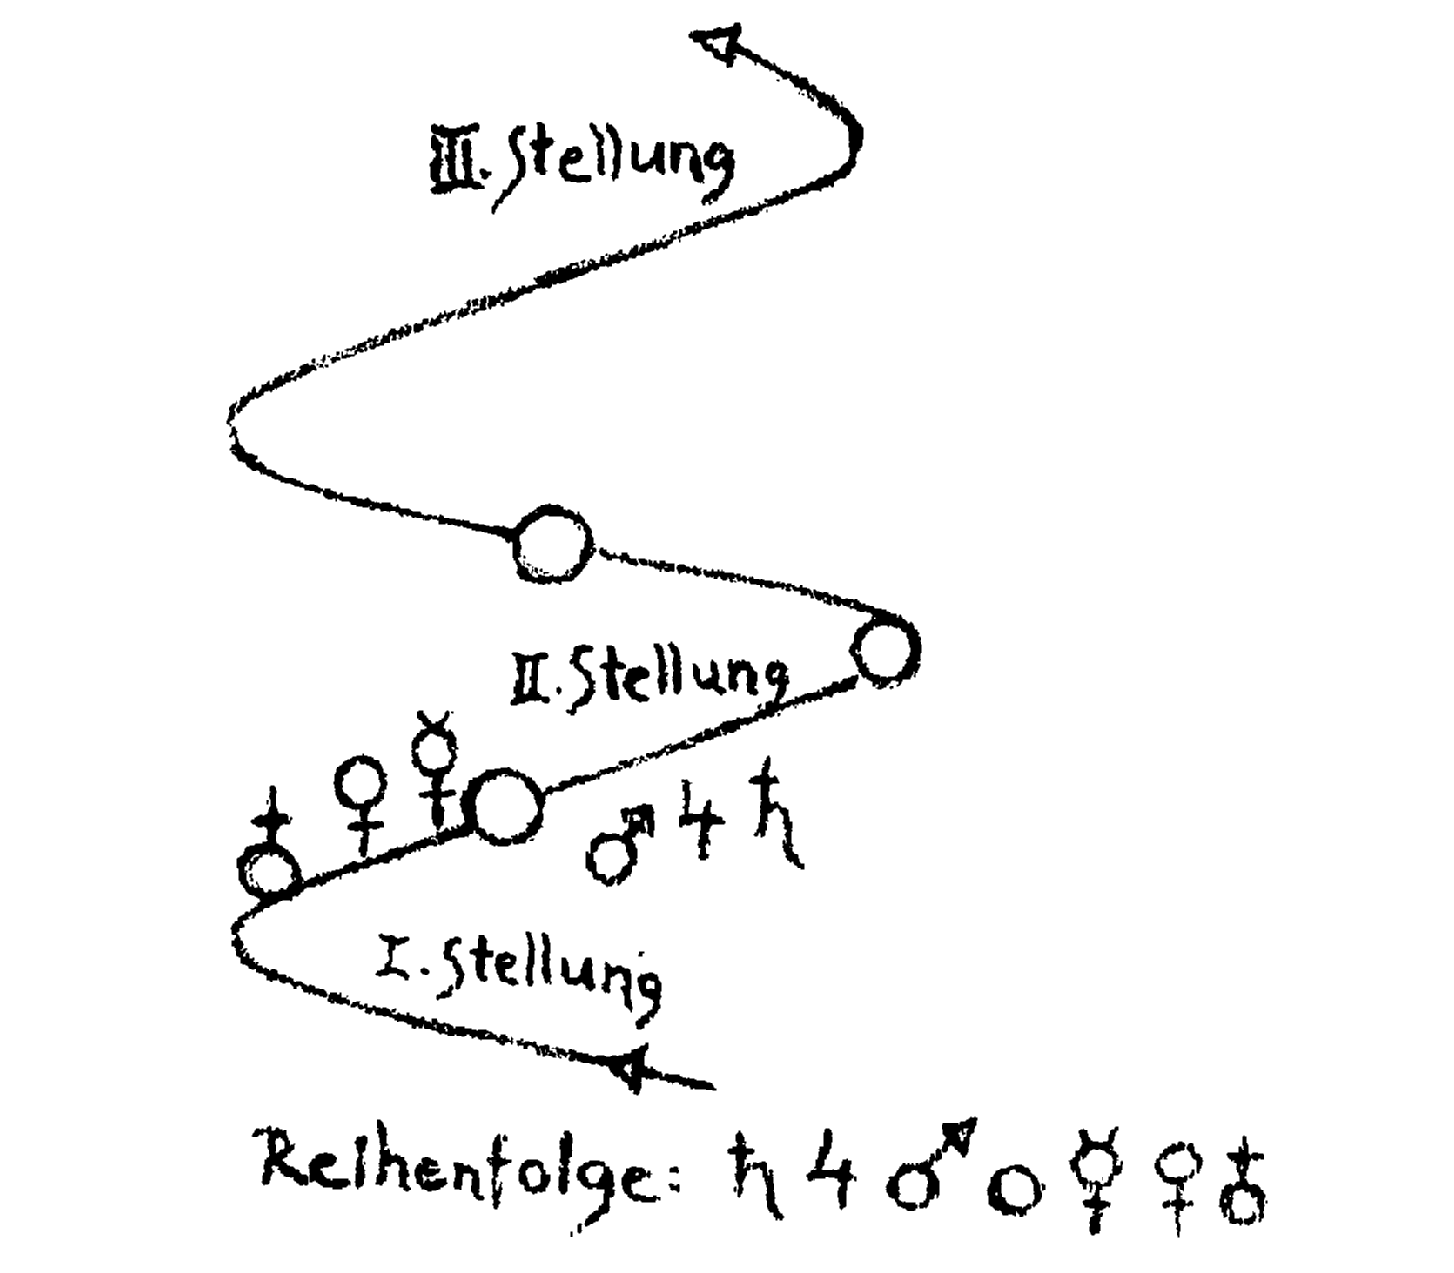 III. Stellung
II. Stellung
♁ ♀ ☿
♂ ♃ ♄
I. Stellung
Reihenfolge: ♄ ♃ ♂ ○ ☿ ♀ ♁